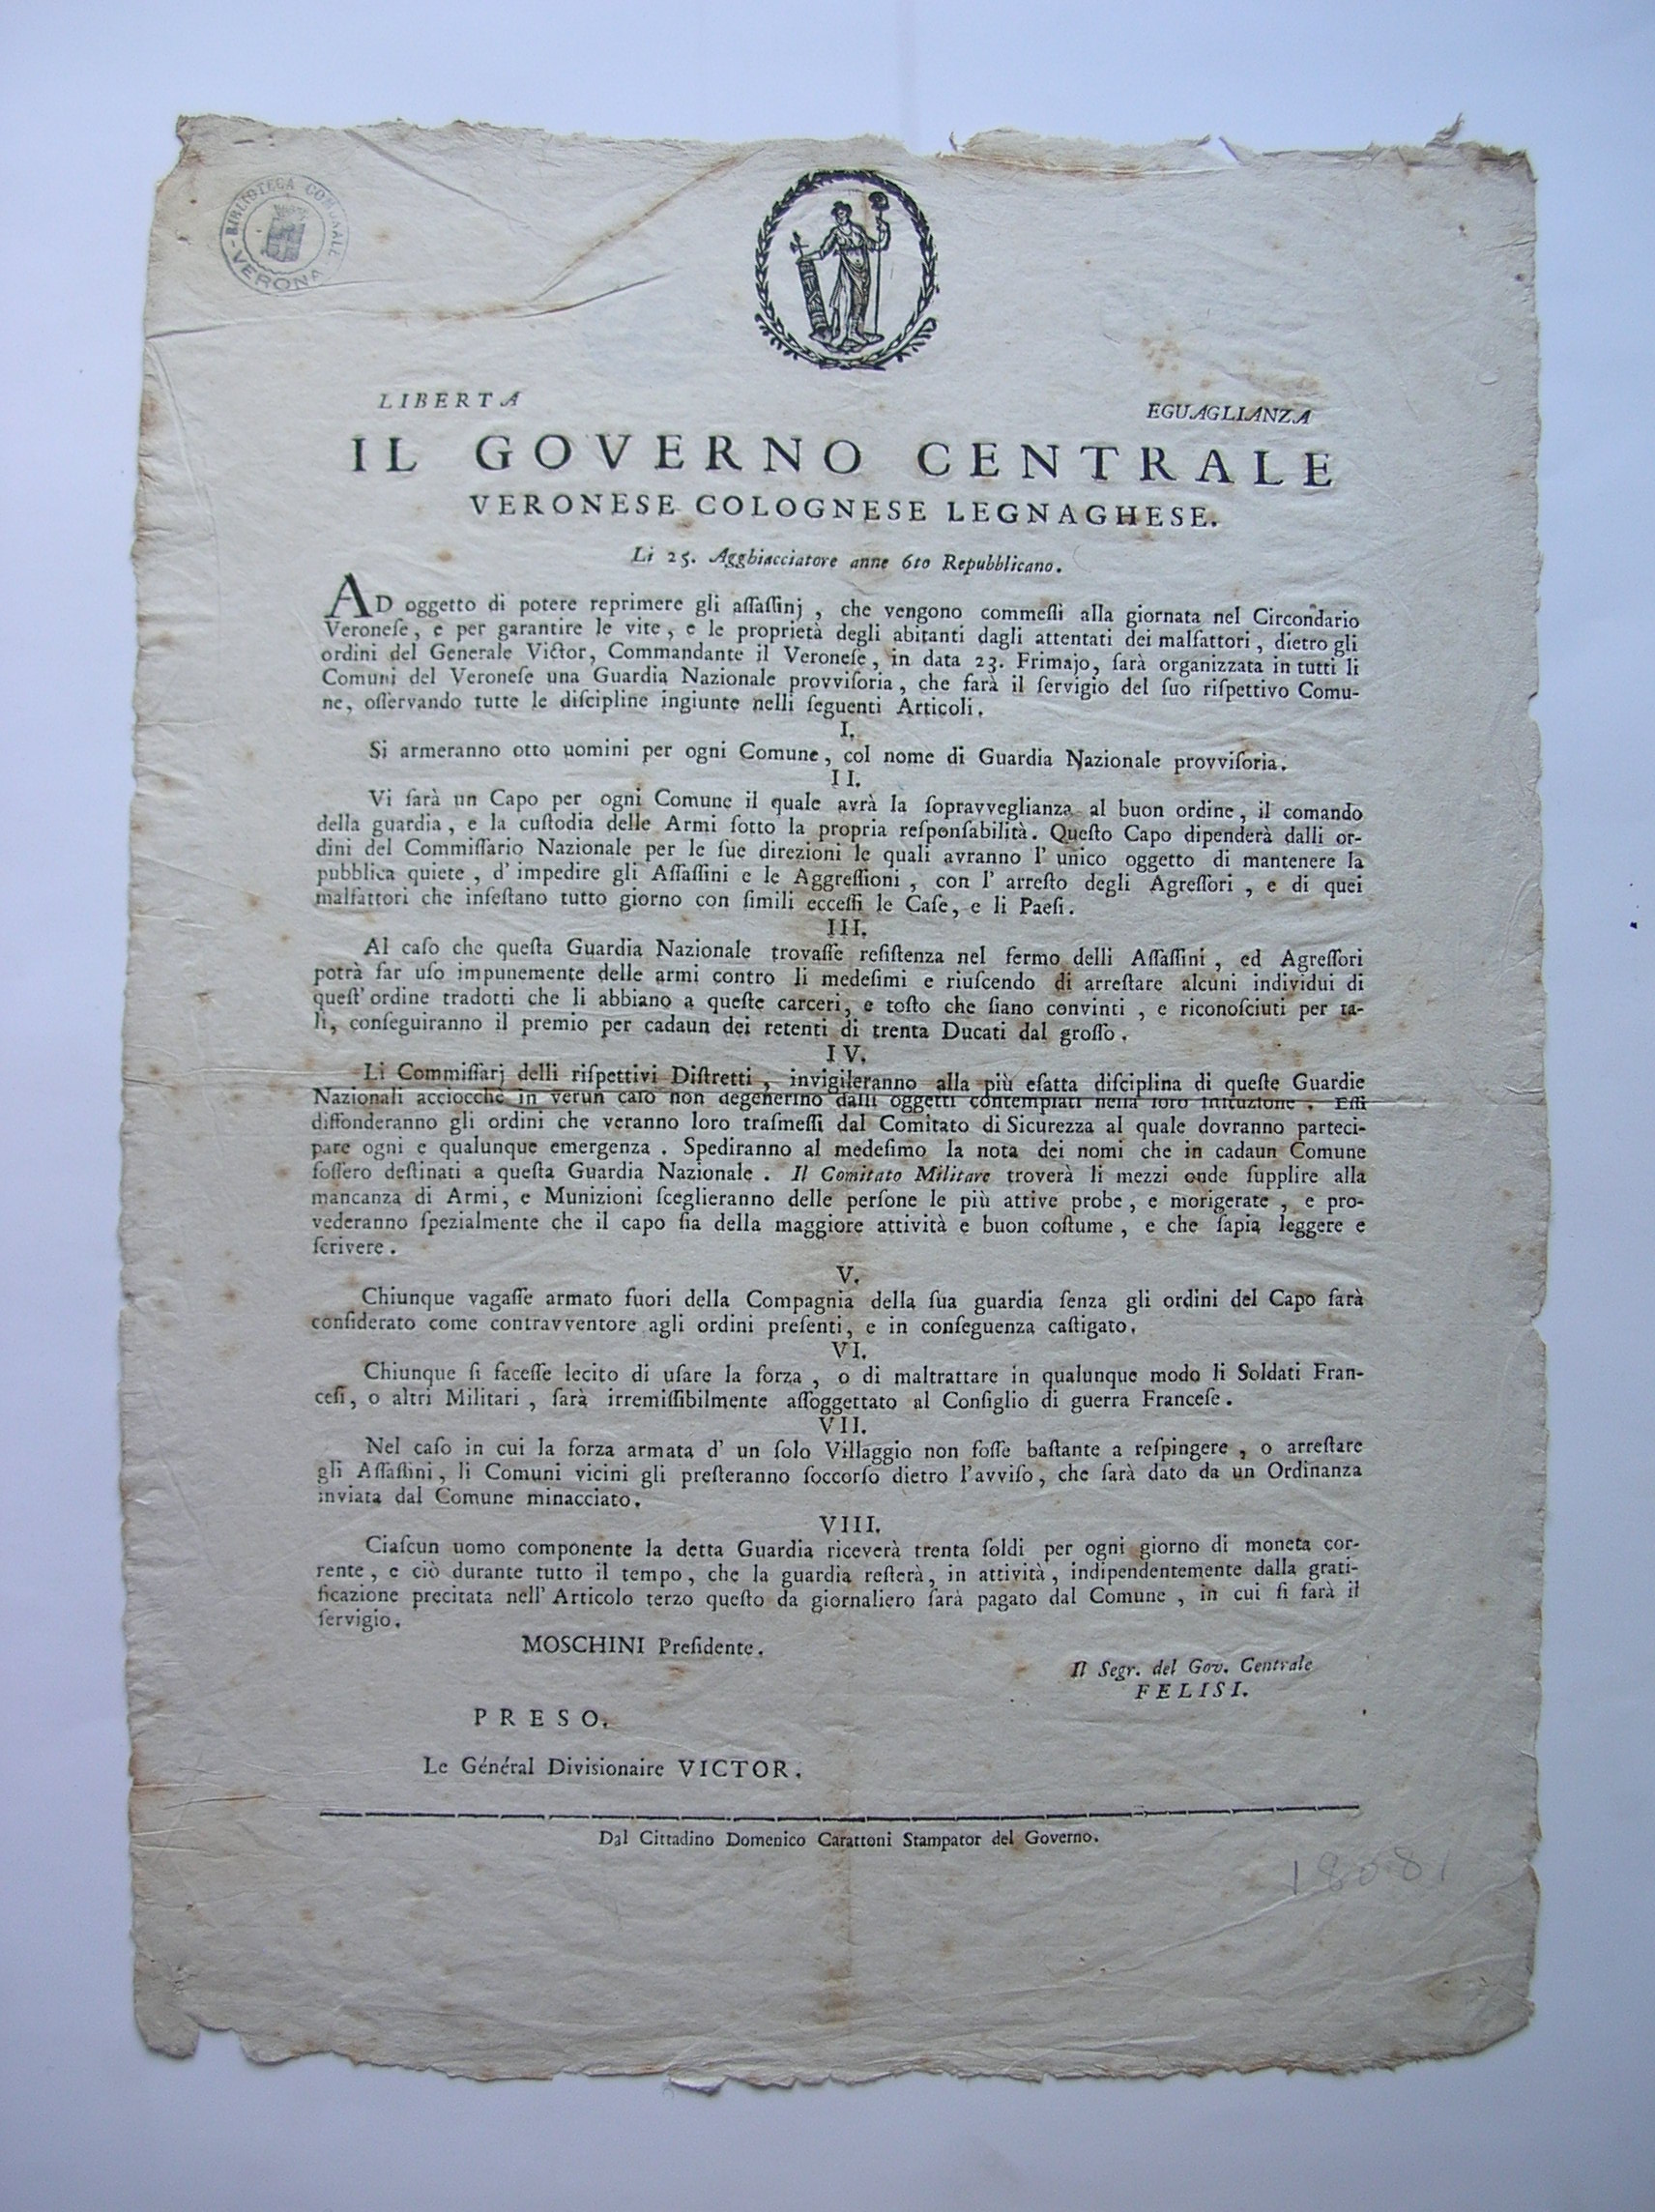 BIBLIOTECA COMUNALE
VERONA
LIBERTA EGUAGLIANZA
IL GOVERNO CENTRALE
VERONESE COLOGNESE LEGNAGHESE.
Li 25. Agghiacciatore anne 6to Repubblicano.
AD oggetto di potere reprimere gli aſſaſſinj, che vengono commeſſi alla giornata nel Circondario
Veroneſe, e per garantire le vite, e le proprietà degli abitanti dagli attentati dei malfattori, dietro gli
ordini del Generale Victor, Commandante il Veroneſe, in data 23. Frimajo, ſarà organizzata in tutti li
Comuni del Veroneſe una Guardia Nazionale provviſoria, che farà il ſervigio del ſuo riſpettivo Comu-
ne, oſſervando tutte le diſcipline ingiunte nelli ſeguenti Articoli.
I.
Si armeranno otto uomini per ogni Comune, col nome di Guardia Nazionale provviſoria.
II.
Vi ſarà un Capo per ogni Comune il quale avrà la ſopravveglianza al buon ordine, il comando
della guardia, e la cuſtodia delle Armi ſotto la propria reſponſabilità. Queſto Capo dipenderà dalli or-
dini del Commiſſario Nazionale per le ſue direzioni le quali avranno l' unico oggetto di mantenere la
pubblica quiete, d' impedire gli Aſſaſſini e le Aggreſſioni, con l' arreſto degli Agreſſori, e di quei
malfattori che infeſtano tutto giorno con ſimili ecceſſi le Caſe, e li Paeſi.
III.
Al caſo che queſta Guardia Nazionale trovaſſe reſiſtenza nel fermo delli Aſſaſſini, ed Agreſſori
potrà far uſo impunemente delle armi contro li medeſimi e riuſcendo di arreſtare alcuni individui di
queſt' ordine tradotti che li abbiano a queſte carceri, e toſto che ſiano convinti, e riconoſciuti per ta-
li, conſeguiranno il premio per cadaun dei retenti di trenta Ducati dal groſſo.
IV.
Li Commiſſarj delli riſpettivi Diſtretti, invigileranno alla più eſatta diſciplina di queſte Guardie
Nazionali acciocchè in verun caſo non degenerino dalli oggetti contemplati nella loro Iſtituzione. Eſſi
diffonderanno gli ordini che veranno loro traſmeſſi dal Comitato di Sicurezza al quale dovranno parteci-
pare ogni e qualunque emergenza. Spediranno al medeſimo la nota dei nomi che in cadaun Comune
foſſero deſtinati a queſta Guardia Nazionale. Il Comitato Militare troverà li mezzi onde ſupplire alla
mancanza di Armi, e Munizioni ſceglieranno delle perſone le più attive probe, e morigerate, e pro-
vederanno ſpezialmente che il capo ſia della maggiore attività e buon coſtume, e che ſapia leggere e
ſcrivere.
V.
Chiunque vagaſſe armato fuori della Compagnia della ſua guardia ſenza gli ordini del Capo ſarà
conſiderato come contravventore agli ordini preſenti, e in conſeguenza caſtigato.
VI.
Chiunque ſi faceſſe lecito di uſare la forza, o di maltrattare in qualunque modo li Soldati Fran-
ceſi, o altri Militari, ſarà irremiſſibilmente aſſoggettato al Conſiglio di guerra Franceſe.
VII.
Nel caſo in cui la forza armata d' un ſolo Villaggio non foſſe baſtante a reſpingere, o arreſtare
gli Aſſaſſini, li Comuni vicini gli preſteranno ſoccorſo dietro l'avviſo, che ſarà dato da un Ordinanza
inviata dal Comune minacciato.
VIII.
Ciaſcun uomo componente la detta Guardia riceverà trenta ſoldi per ogni giorno di moneta cor-
rente, e ciò durante tutto il tempo, che la guardia reſterà, in attività, indipendentemente dalla grati-
ficazione precitata nell' Articolo terzo queſto da giornaliero ſarà pagato dal Comune, in cui ſi farà il
ſervigio.
MOSCHINI Preſidente.
Il Segr. del Gov. Centrale
FELISI.
PRESO.
Le Général Divisionaire VICTOR.
Dal Cittadino Domenico Carattoni Stampator del Governo.
18081